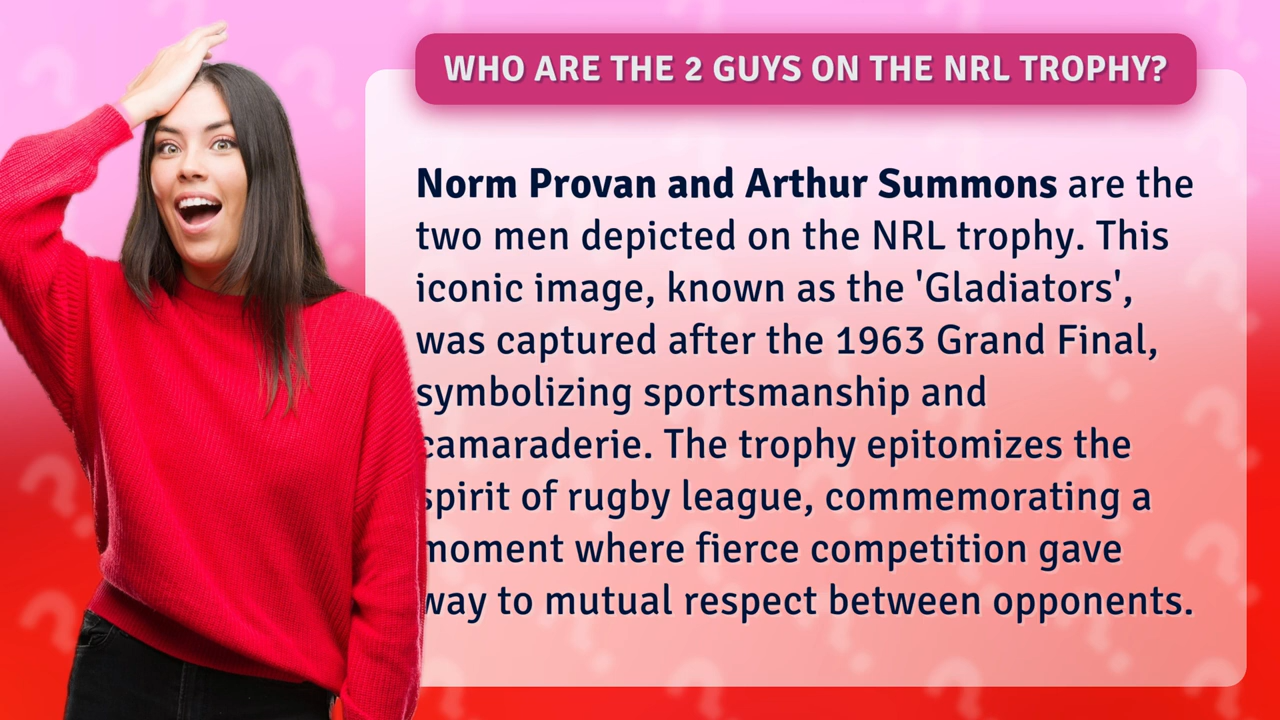 WHO ARE THE 2 GUYS ON THE NRL TROPHY?
Norm Provan and Arthur Summons are the
two men depicted on the NRL trophy. This
iconic image, known as the 'Gladiators',
was captured after the 1963 Grand Final,
symbolizing sportsmanship and
camaraderie. The trophy epitomizes the
spirit of rugby league, commemorating a
moment where fierce competition gave
way to mutual respect between opponents.